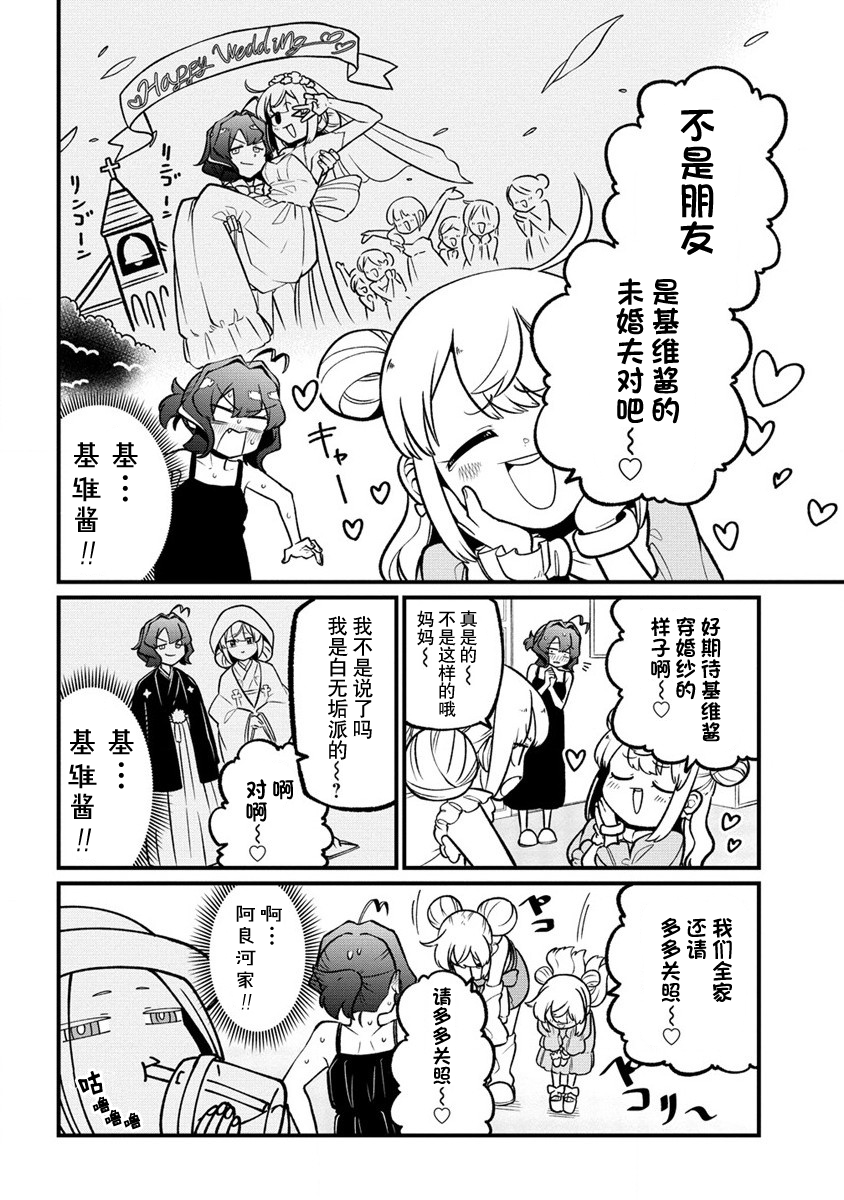 不是朋友
是基维酱的
未婚夫对吧～♡
Happy Wedding
リンゴーン
リンゴーン
キャー
基…
基维酱!!
好期待基维酱
穿婚纱的
样子啊～♡
真是的～
不是这样的哦
妈妈～
我不是说了吗
我是白无垢派的～?
啊
对啊～♡
基…
基维酱!!
我们全家
还请
多多关照～♡
ペコ
ペコリ～
请多多关照～♡
啊…
阿良河家!!
咕噜噜噜